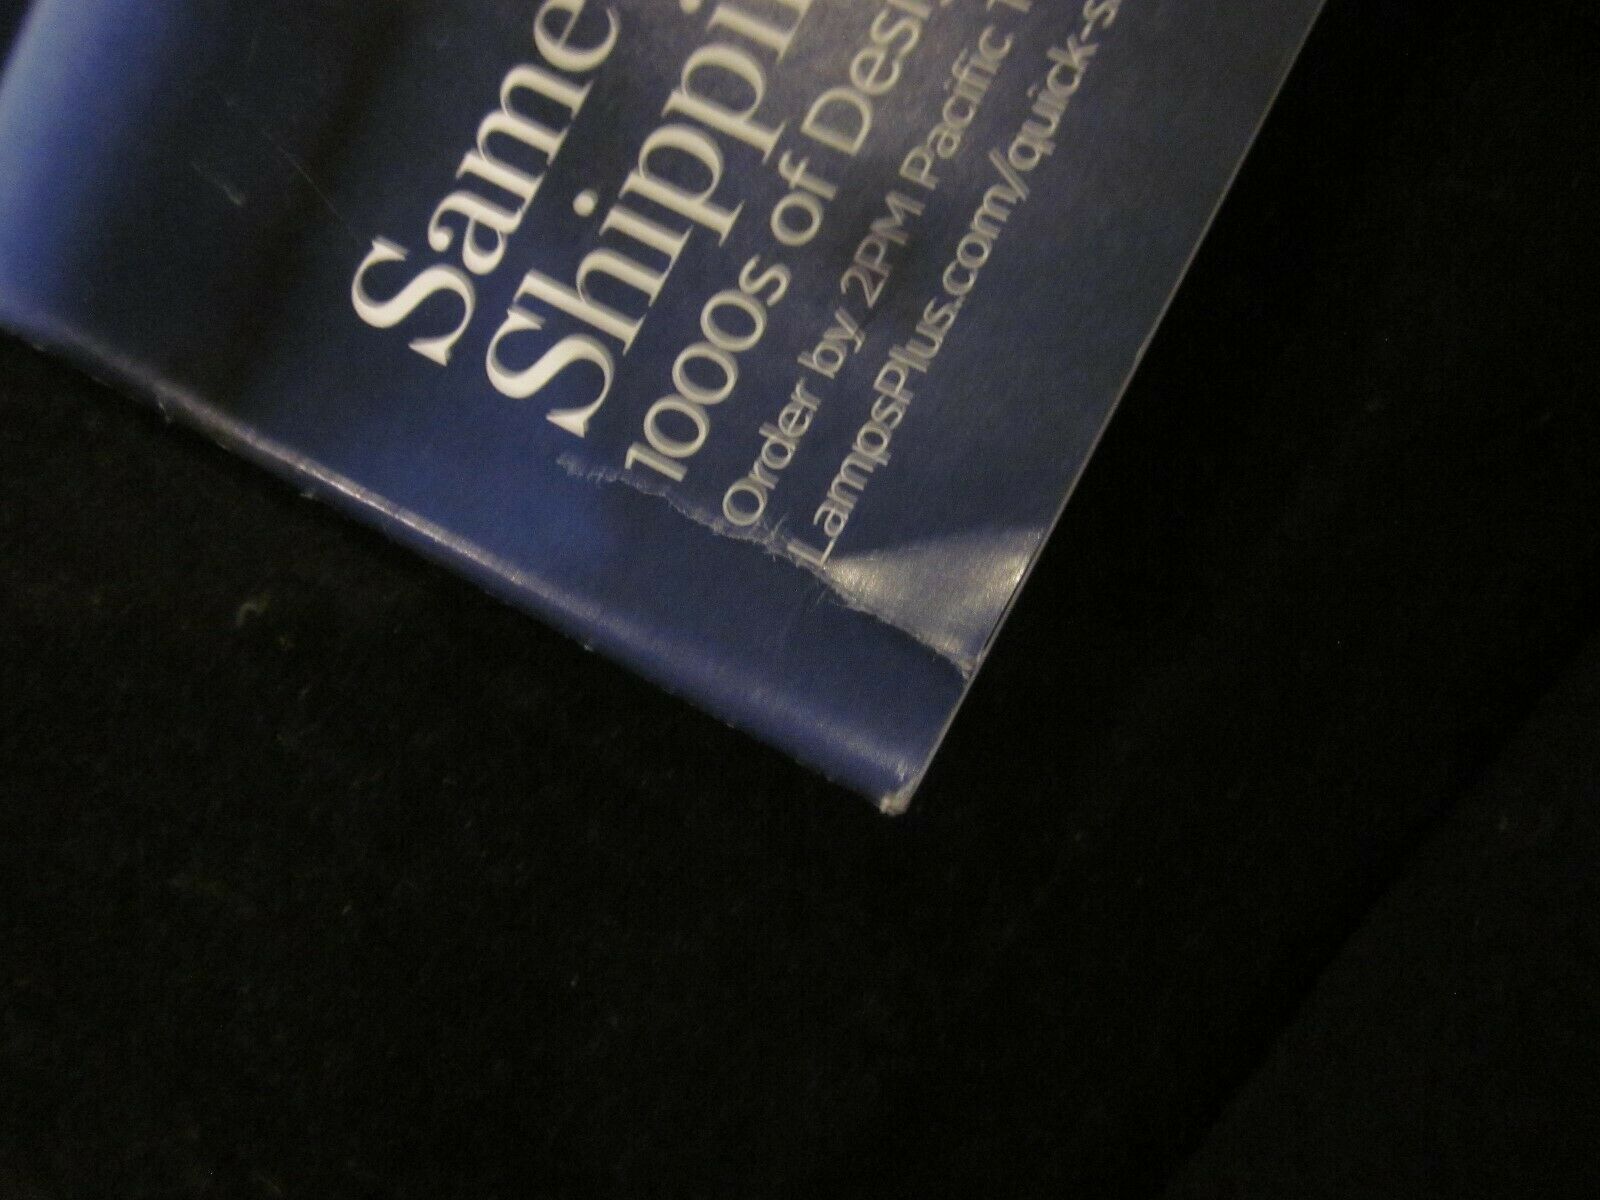 Same
Shippi
1000s of Desi
Order by 2PM Pacific T
LampsPlus.com/quick-s